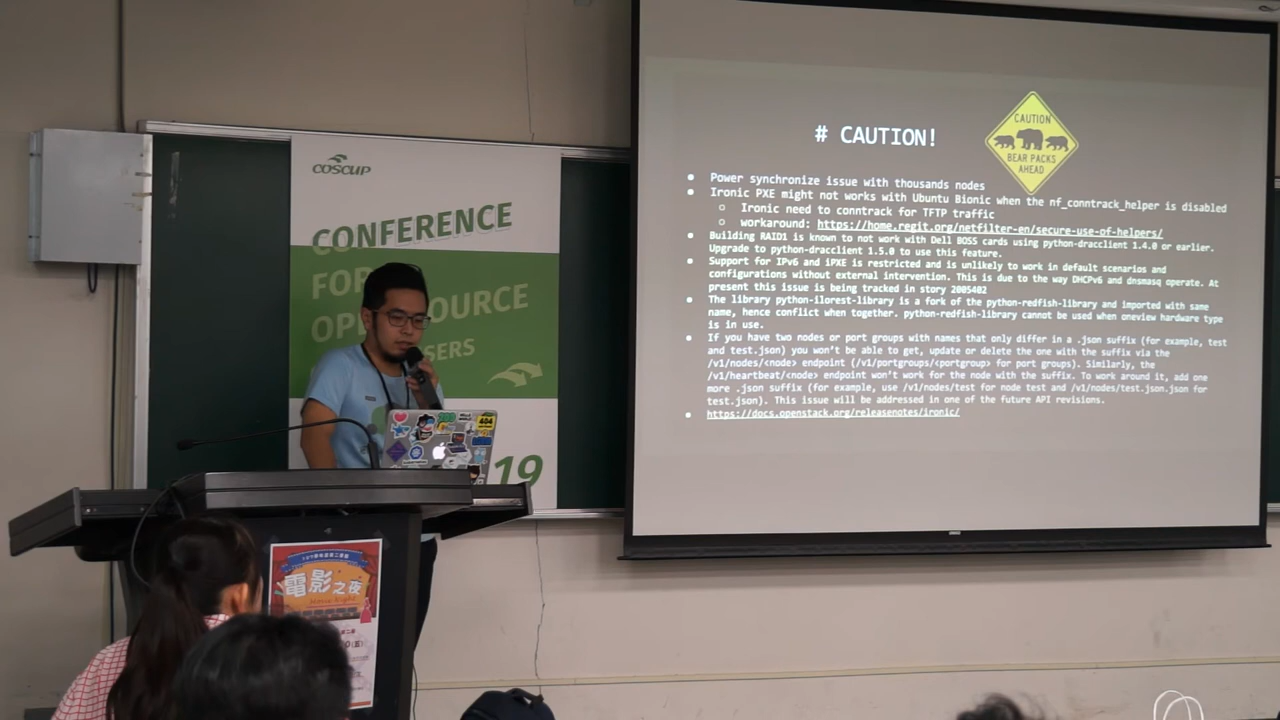 COSCUP
CONFERENCE
FOR
OPE SOURCE
SERS
19
404
電影之夜
# CAUTION!
CAUTION
BEAR PACKS
AHEAD
● Power synchronize issue with thousands nodes
● Ironic PXE might not works with Ubuntu Bionic when the nf_conntrack_helper is disabled
○ Ironic need to conntrack for TFTP traffic
○ workaround: https://home.regit.org/netfilter-en/secure-use-of-helpers/
● Building RAID1 is known to not work with Dell BOSS cards using python-dracclient 1.4.0 or earlier.
Upgrade to python-dracclient 1.5.0 to use this feature.
● Support for IPv6 and iPXE is restricted and is unlikely to work in default scenarios and
configurations without external intervention. This is due to the way DHCPv6 and dnsmasq operate. At
present this issue is being tracked in story 2005402
● The library python-ilorest-library is a fork of the python-redfish-library and imported with same
name, hence conflict when together. python-redfish-library cannot be used when oneview hardware type
is in use.
● If you have two nodes or port groups with names that only differ in a .json suffix (for example, test
and test.json) you won't be able to get, update or delete the one with the suffix via the
/v1/nodes/<node> endpoint (/v1/portgroups/<portgroup> for port groups). Similarly, the
/v1/heartbeat/<node> endpoint won't work for the node with the suffix. To work around it, add one
more .json suffix (for example, use /v1/nodes/test for node test and /v1/nodes/test.json.json for
test.json). This issue will be addressed in one of the future API revisions.
● https://docs.openstack.org/releasenotes/ironic/